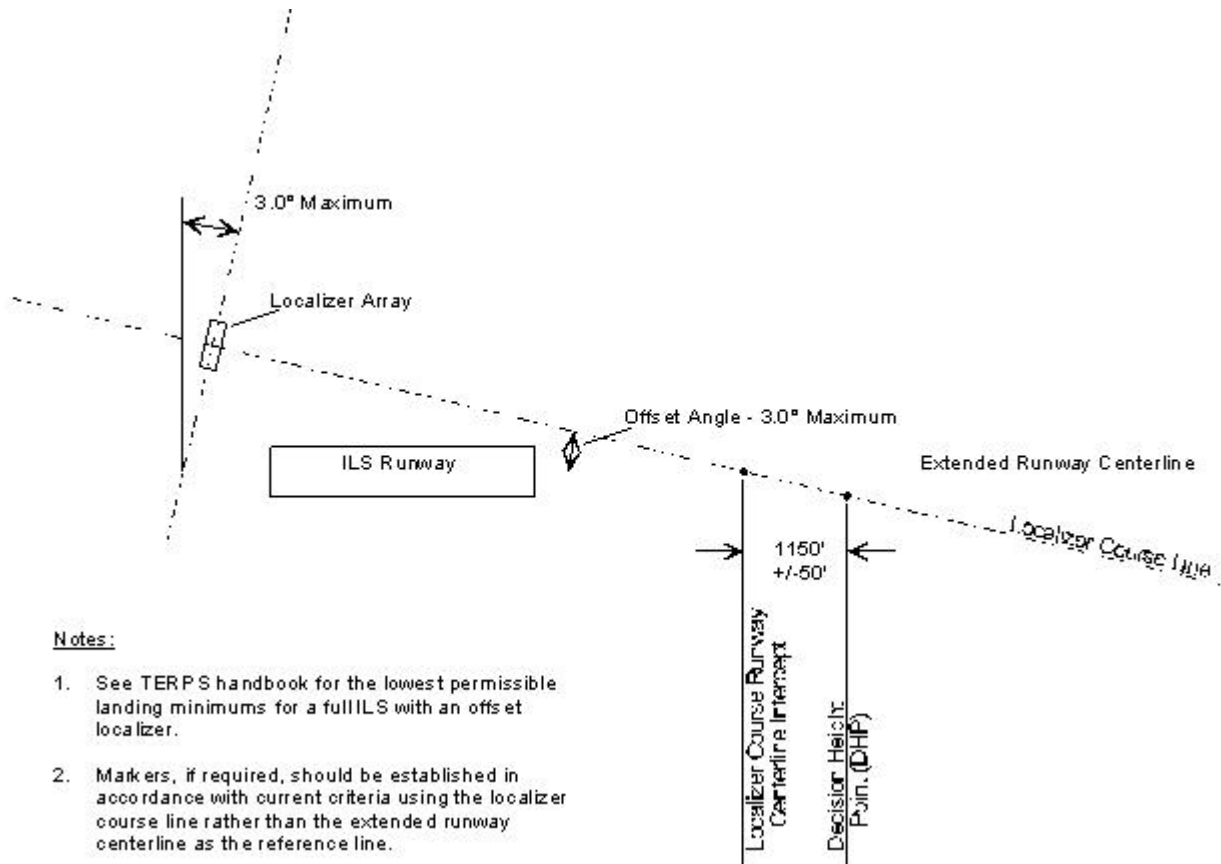 3.0° Maximum
Localizer Array
Offset Angle - 3.0° Maximum
ILS Runway
Extended Runway Centerline
Localizer Course Line
1150'
+/-50'
Localizer Course Runway
Centerline Intercept
Decision Height
Poin. (DHP)
Notes:
1. See TERPS handbook for the lowest permissible
landing minimums for a full ILS with an offset
localizer.
2. Markers, if required, should be established in
accordance with current criteria using the localizer
course line rather than the extended runway
centerline as the reference line.